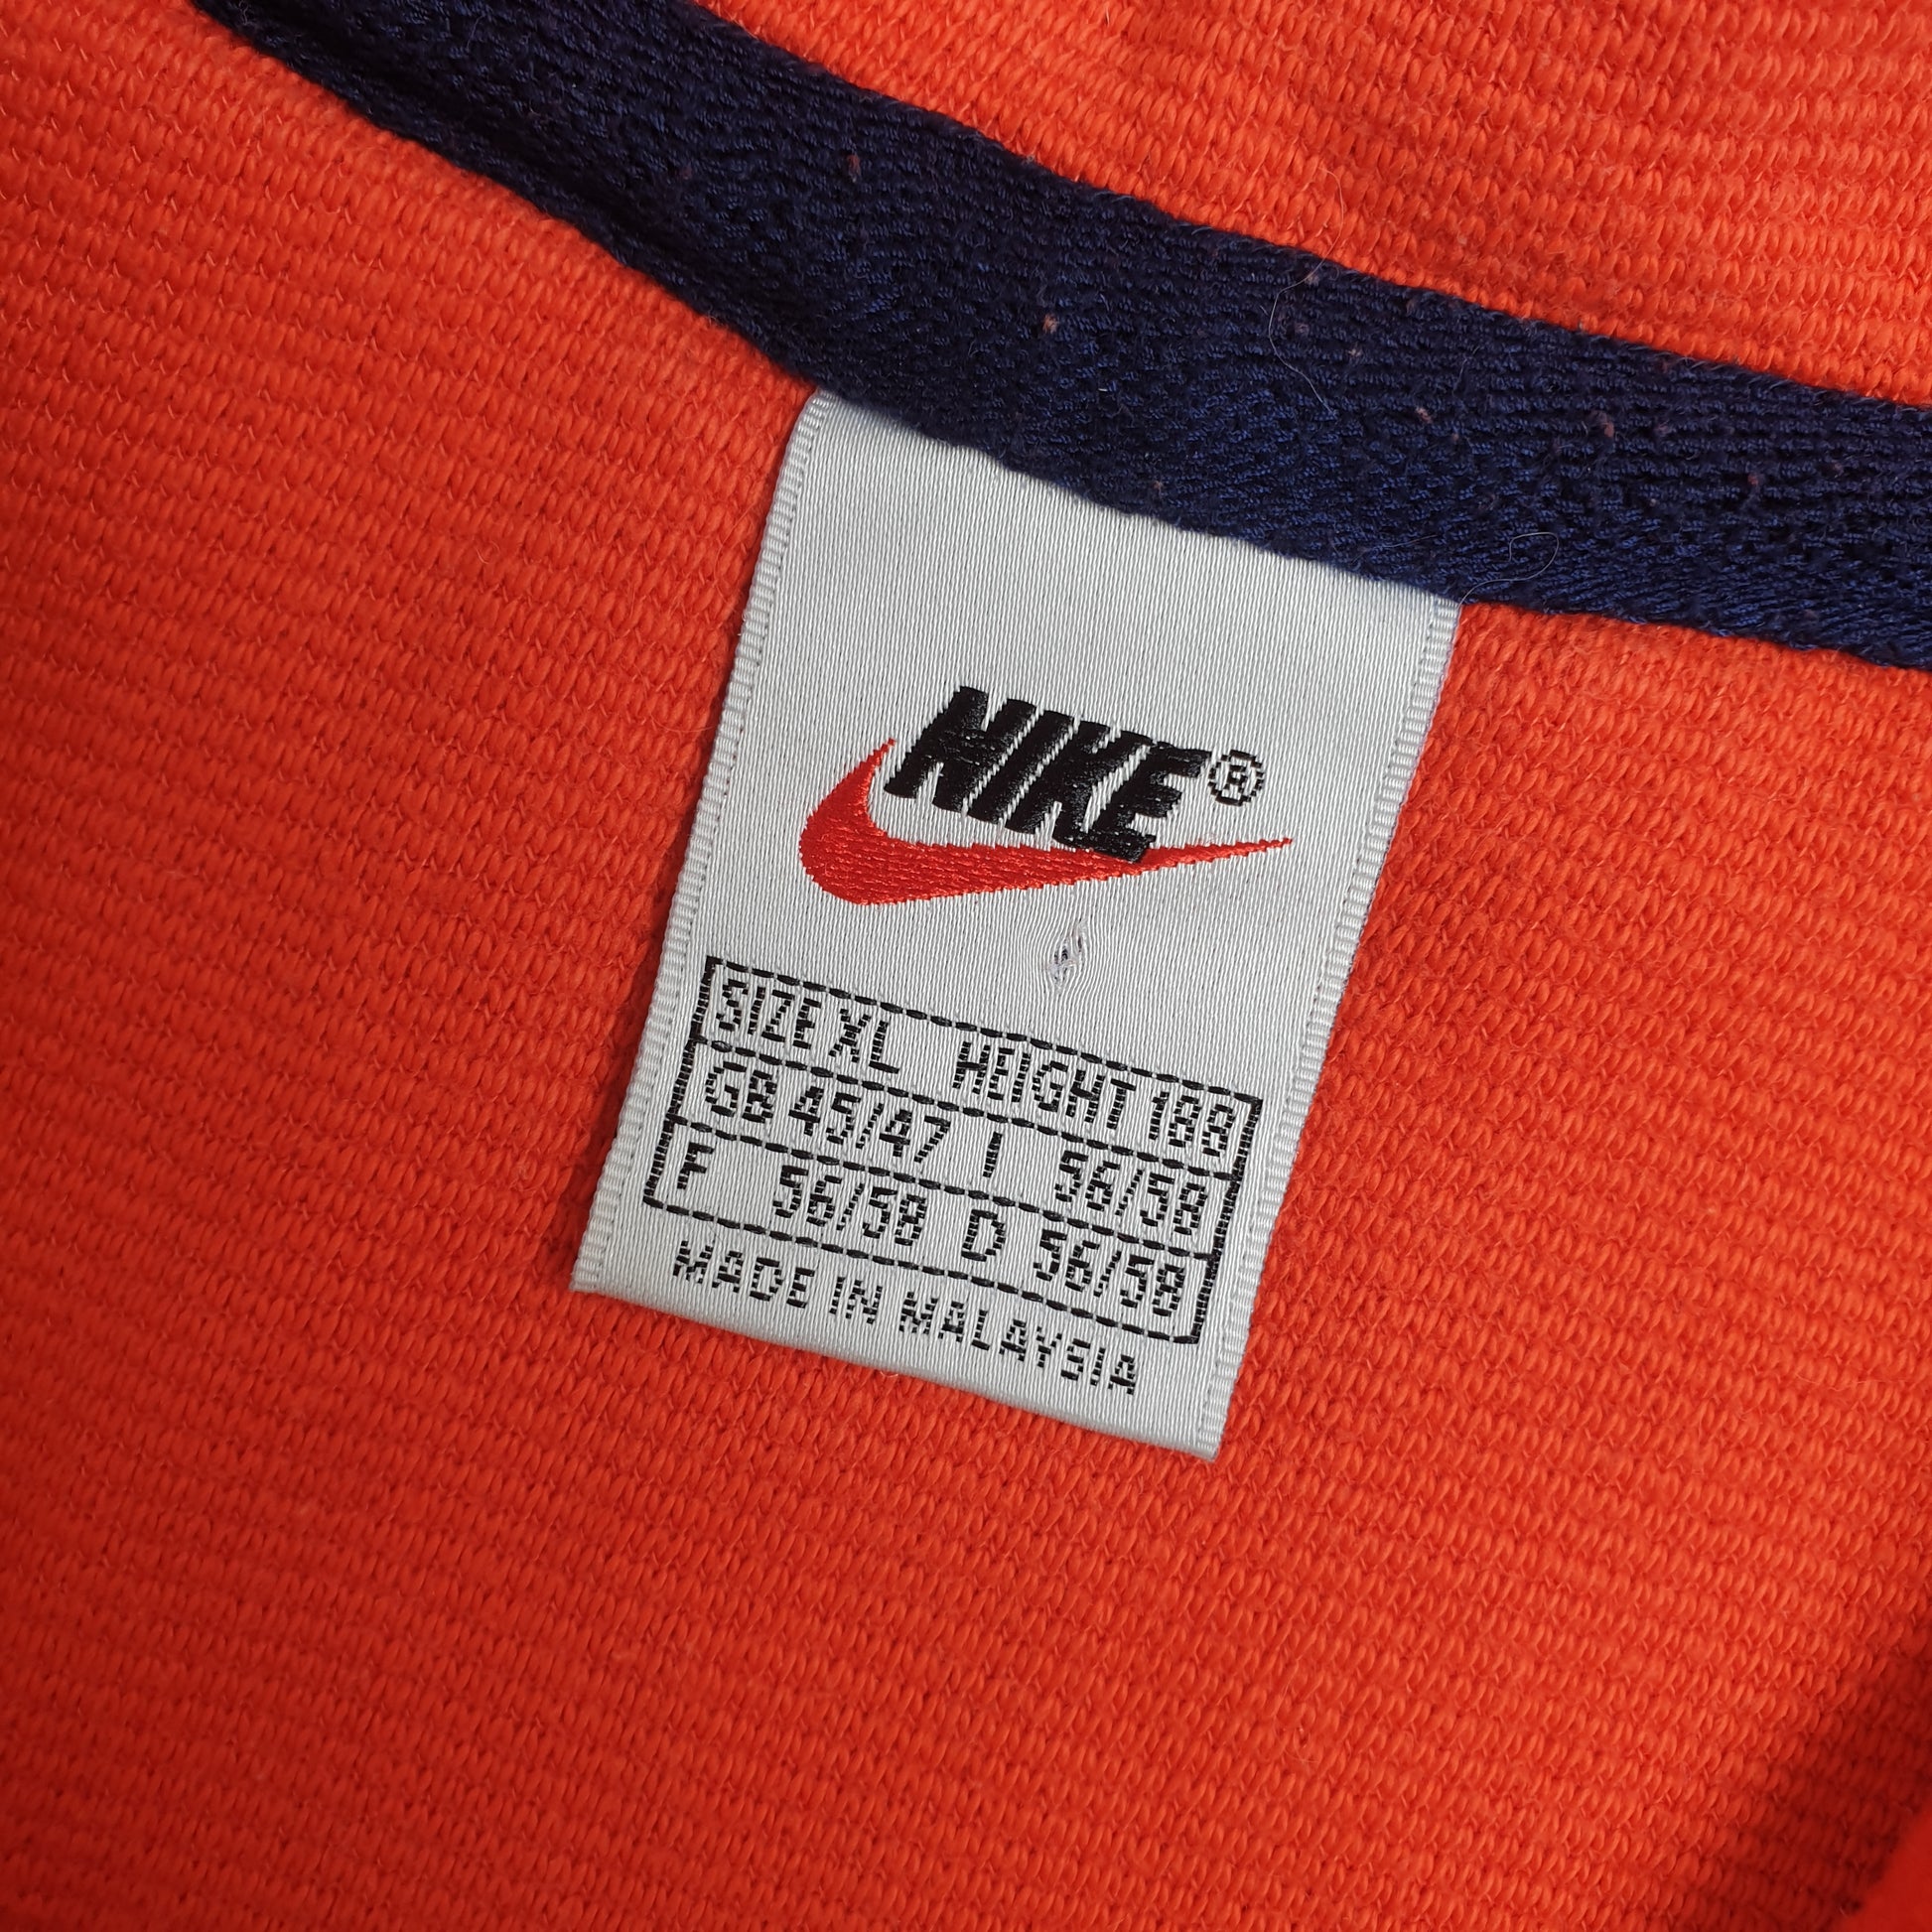 NIKE®
SIZE XL HEIGHT 188
GB 45/47 I 56/58
F 56/58 D 56/58
MADE IN MALAYSIA